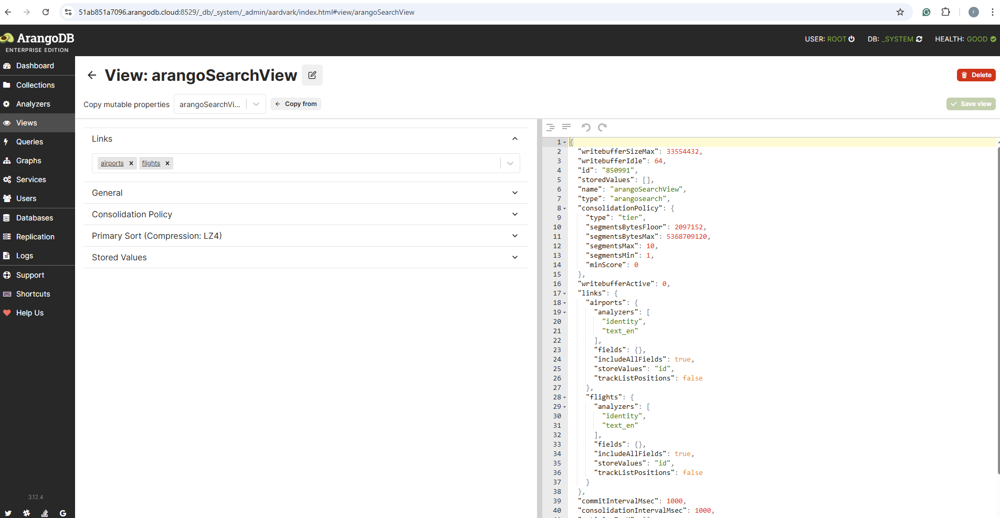 51ab851a7096.arangodb.cloud:8529/_db/_system/_admin/aardvark/index.html#view/arangoSearchView
r
ArangoDB
ENTERPRISE EDITION
USER: ROOT
DB: _SYSTEM
HEALTH: GOOD
Dashboard
Collections
Analyzers
Views
Queries
Graphs
Services
Users
Databases
Replication
Logs
Support
Shortcuts
Help Us
3.12.4
View: arangoSearchView
Delete
Copy mutable properties
arangoSearchVi...
Copy from
Save view
Links
airports
flights
General
Consolidation Policy
Primary Sort (Compression: LZ4)
Stored Values
1 {
2 "writebufferSizeMax": 33554432,
3 "writebufferIdle": 64,
4 "id": "850991",
5 "storedValues": [],
6 "name": "arangoSearchView",
7 "type": "arangosearch",
8 "consolidationPolicy": {
9 "type": "tier",
10 "segmentsBytesFloor": 2097152,
11 "segmentsBytesMax": 5368709120,
12 "segmentsMax": 10,
13 "segmentsMin": 1,
14 "minScore": 0
15 },
16 "writebufferActive": 0,
17 "links": {
18 "airports": {
19 "analyzers": [
20 "identity",
21 "text_en"
22 ],
23 "fields": {},
24 "includeAllFields": true,
25 "storeValues": "id",
26 "trackListPositions": false
27 },
28 "flights": {
29 "analyzers": [
30 "identity",
31 "text_en"
32 ],
33 "fields": {},
34 "includeAllFields": true,
35 "storeValues": "id",
36 "trackListPositions": false
37 }
38 },
39 "commitIntervalMsec": 1000,
40 "consolidationIntervalMsec": 1000,